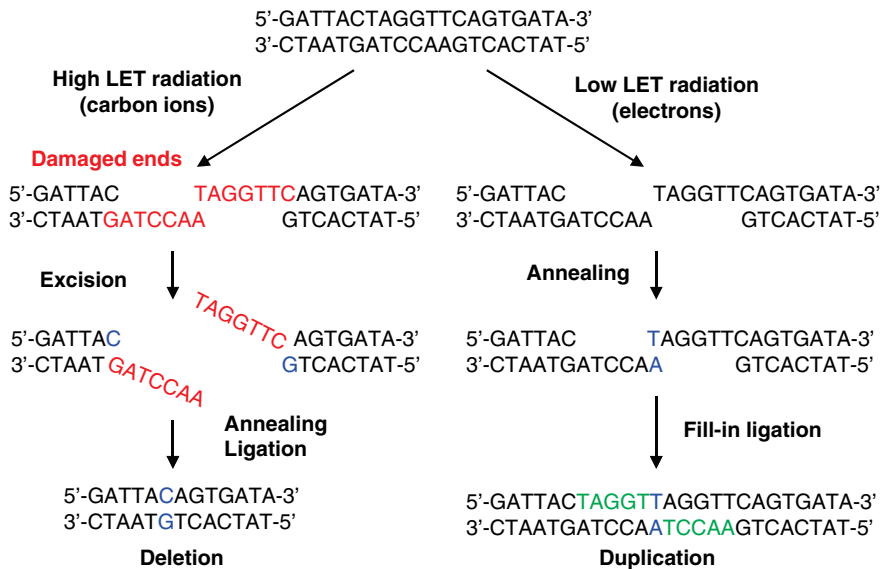 5’-GATTACTAGGTTCAGTGATA-3’
3’-CTAATGATCCAAGTCACTAT-5’
High LET radiation
(carbon ions)
Low LET radiation
(electrons)
Damaged ends
5’-GATTAC TAGGTTCAGTGATA-3’
3’-CTAATGATCCAA GTCACTAT-5’
5’-GATTAC TAGGTTCAGTGATA-3’
3’-CTAATGATCCAA GTCACTAT-5’
Excision
Annealing
5’-GATTAC TAGGTTC AGTGATA-3’
3’-CTAAT GATCCAA GTCACTAT-5’
5’-GATTAC TAGGTTCAGTGATA-3’
3’-CTAATGATCCAA GTCACTAT-5’
Annealing
Ligation
Fill-in ligation
5’-GATTACAGTGATA-3’
3’-CTAATGTCACTAT-5’
Deletion
5’-GATTACTAGGTTAGGTTCAGTGATA-3’
3’-CTAATGATCCAATCCAAGTCACTAT-5’
Duplication